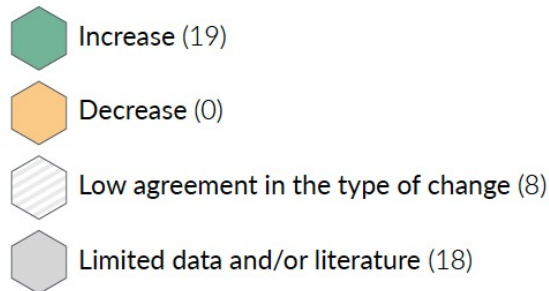 Increase (19)
Decrease (0)
Low agreement in the type of change (8)
Limited data and/or literature (18)